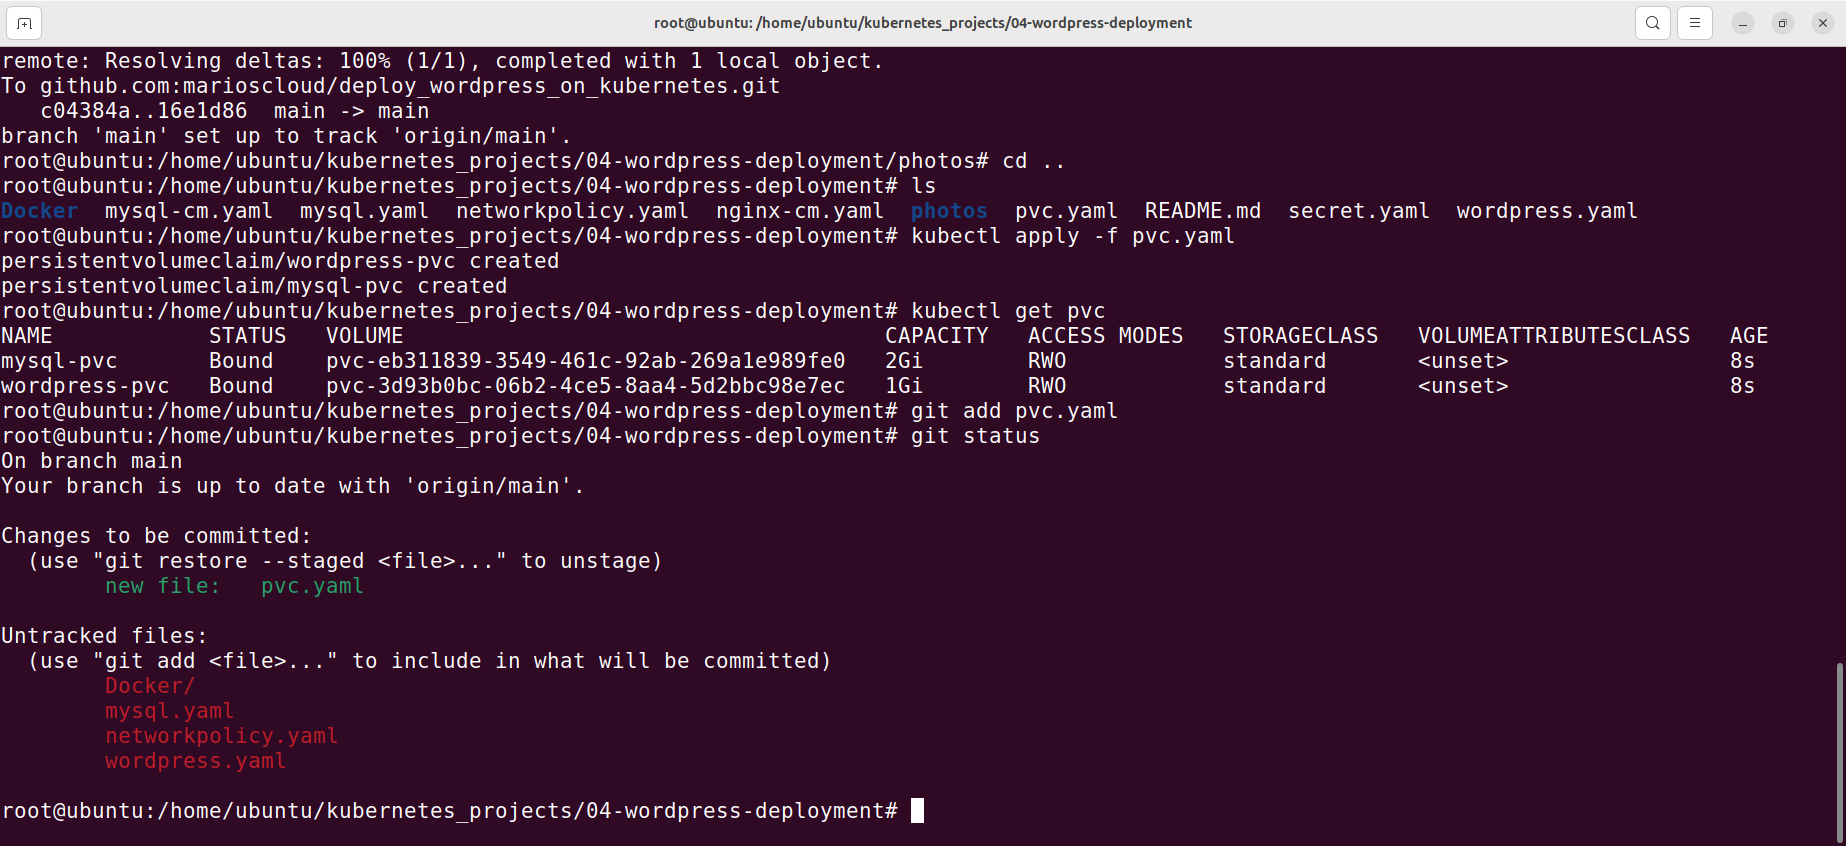 root@ubuntu: /home/ubuntu/kubernetes_projects/04-wordpress-deployment
remote: Resolving deltas: 100% (1/1), completed with 1 local object.
To github.com:marioscloud/deploy_wordpress_on_kubernetes.git
   c04384a..16e1d86  main -> main
branch 'main' set up to track 'origin/main'.
root@ubuntu:/home/ubuntu/kubernetes_projects/04-wordpress-deployment/photos# cd ..
root@ubuntu:/home/ubuntu/kubernetes_projects/04-wordpress-deployment# ls
Docker  mysql-cm.yaml  mysql.yaml  networkpolicy.yaml  nginx-cm.yaml  photos  pvc.yaml  README.md  secret.yaml  wordpress.yaml
root@ubuntu:/home/ubuntu/kubernetes_projects/04-wordpress-deployment# kubectl apply -f pvc.yaml
persistentvolumeclaim/wordpress-pvc created
persistentvolumeclaim/mysql-pvc created
root@ubuntu:/home/ubuntu/kubernetes_projects/04-wordpress-deployment# kubectl get pvc
NAME            STATUS   VOLUME                                     CAPACITY   ACCESS MODES   STORAGECLASS   VOLUMEATTRIBUTESCLASS   AGE
mysql-pvc       Bound    pvc-eb311839-3549-461c-92ab-269a1e989fe0   2Gi        RWO            standard       <unset>                 8s
wordpress-pvc   Bound    pvc-3d93b0bc-06b2-4ce5-8aa4-5d2bbc98e7ec   1Gi        RWO            standard       <unset>                 8s
root@ubuntu:/home/ubuntu/kubernetes_projects/04-wordpress-deployment# git add pvc.yaml
root@ubuntu:/home/ubuntu/kubernetes_projects/04-wordpress-deployment# git status
On branch main
Your branch is up to date with 'origin/main'.

Changes to be committed:
  (use "git restore --staged <file>..." to unstage)
        new file:   pvc.yaml

Untracked files:
  (use "git add <file>..." to include in what will be committed)
        Docker/
        mysql.yaml
        networkpolicy.yaml
        wordpress.yaml

root@ubuntu:/home/ubuntu/kubernetes_projects/04-wordpress-deployment#